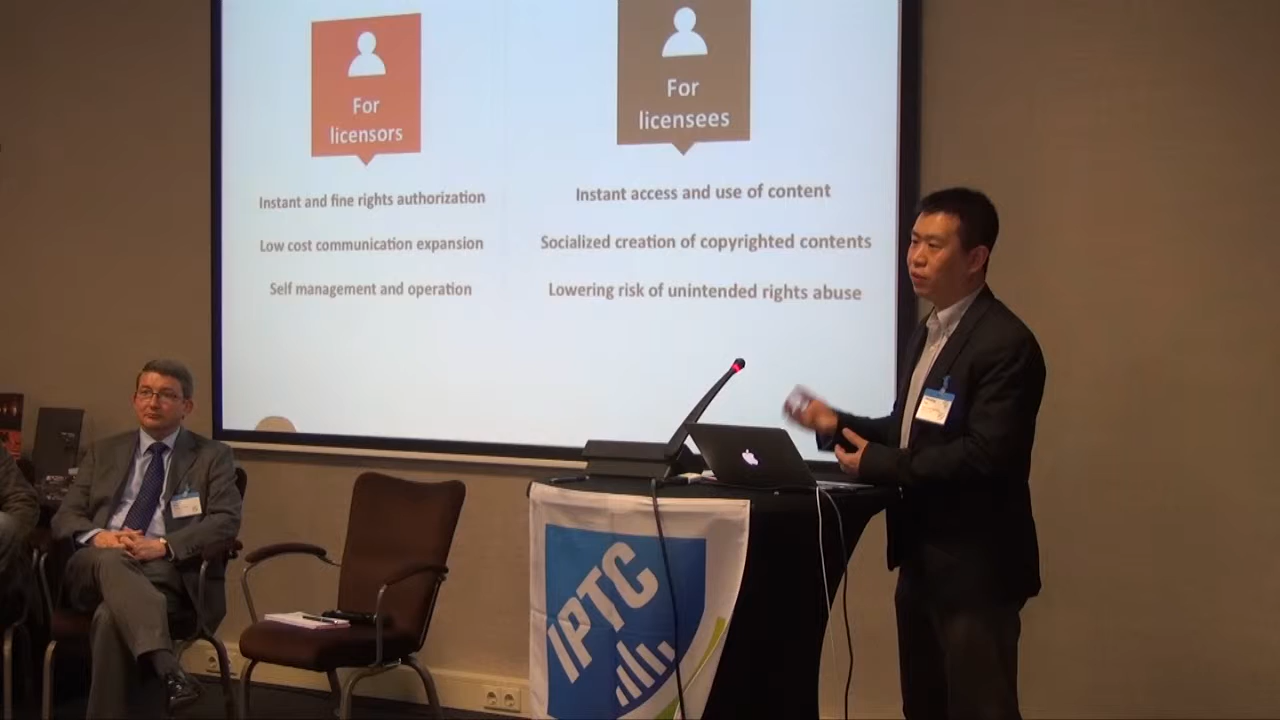 For
licensors
Instant and fine rights authorization
Low cost communication expansion
Self management and operation
For
licensees
Instant access and use of content
Socialized creation of copyrighted contents
Lowering risk of unintended rights abuse
IPTC